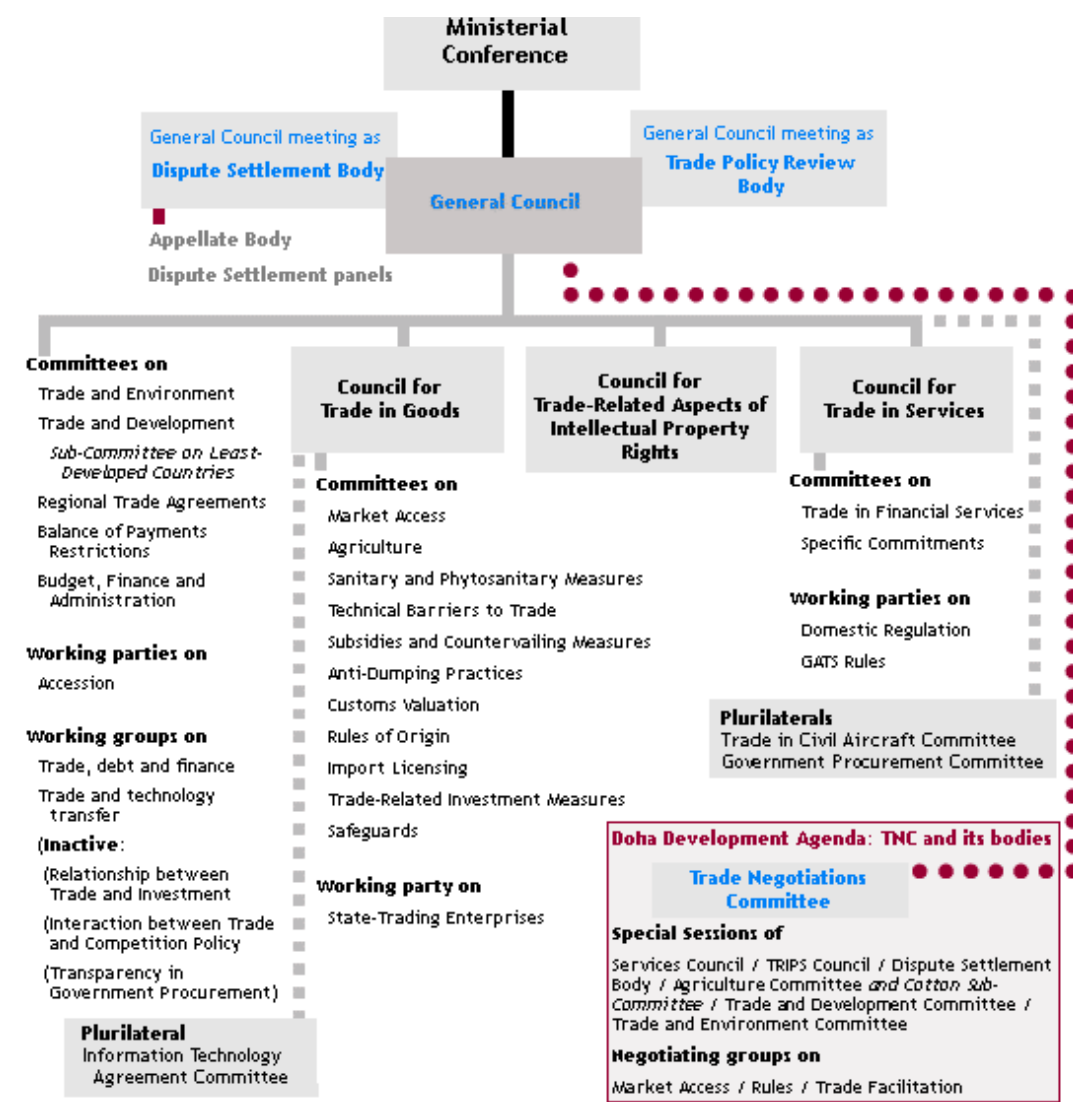 Ministerial
Conference
General Council meeting as
Dispute Settlement Body
General Council meeting as
Trade Policy Review
Body
General Council
Appellate Body
Dispute Settlement panels
Committees on
Trade and Environment
Trade and Development
Sub-Committee on Least-
Developed Countries
Regional Trade Agreements
Balance of Payments
Restrictions
Budget, Finance and
Administration
Working parties on
Accession
Working groups on
Trade, debt and finance
Trade and technology
transfer
(Inactive:
(Relationship between
Trade and Investment
(Interaction between Trade
and Competition Policy
(Transparency in
Government Procurement)
Plurilateral
Information Technology
Agreement Committee
Council for
Trade in Goods
Committees on
Market Access
Agriculture
Sanitary and Phytosanitary Measures
Technical Barriers to Trade
Subsidies and Countervailing Measures
Anti-Dumping Practices
Customs Valuation
Rules of Origin
Import Licensing
Trade-Related Investment Measures
Safeguards
Working party on
State-Trading Enterprises
Council for
Trade-Related Aspects of
Intellectual Property
Rights
Council for
Trade in Services
Committees on
Trade in Financial Services
Specific Commitments
Working parties on
Domestic Regulation
GATS Rules
Plurilaterals
Trade in Civil Aircraft Committee
Government Procurement Committee
Doha Development Agenda: TNC and its bodies
Trade Negotiations
Committee
Special Sessions of
Services Council / TRIPS Council / Dispute Settlement
Body / Agriculture Committee and Cotton Sub-
Committee / Trade and Development Committee /
Trade and Environment Committee
Negotiating groups on
Market Access / Rules / Trade Facilitation